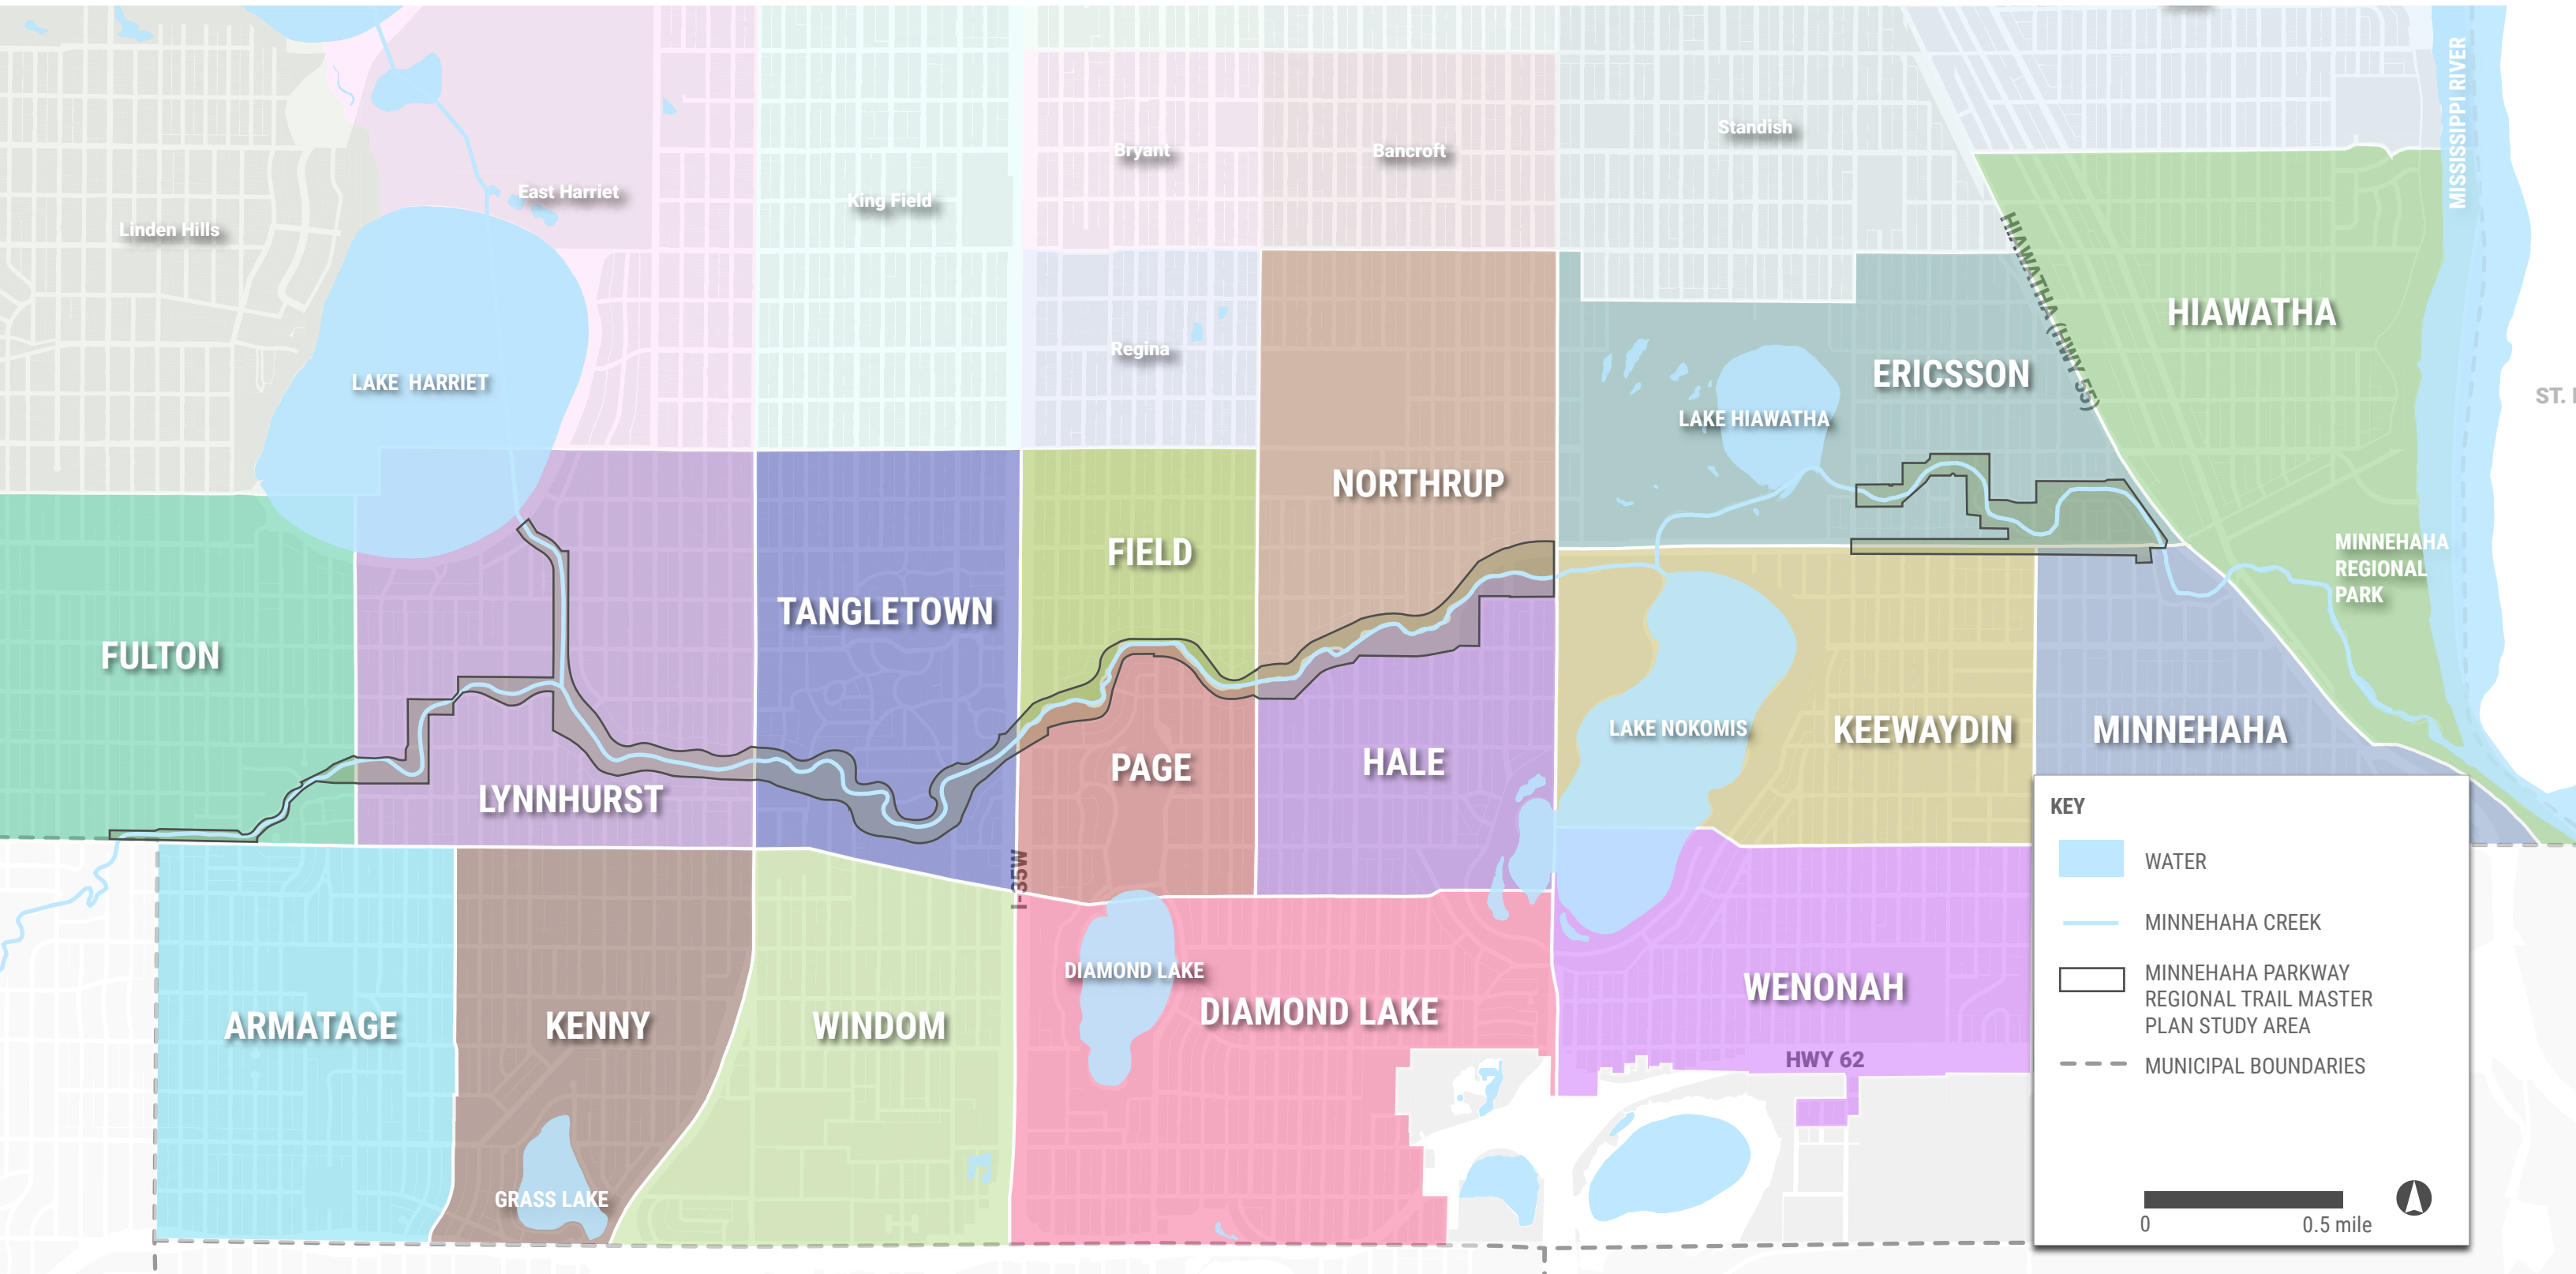 MISSISSIPPI RIVER
Standish
Bryant
Bancroft
East Harriet
King Field
Linden Hills
HIAWATHA (HWY 55)
HIAWATHA
Regina
ERICSSON
LAKE HARRIET
ST.
LAKE HIAWATHA
NORTHRUP
FIELD
MINNEHAHA
REGIONAL
PARK
TANGLETOWN
FULTON
LAKE NOKOMIS
KEEWAYDIN
MINNEHAHA
PAGE
HALE
LYNNHURST
I-35W
DIAMOND LAKE
WENONAH
DIAMOND LAKE
ARMATAGE
KENNY
WINDOM
HWY 62
GRASS LAKE
KEY
WATER
MINNEHAHA CREEK
MINNEHAHA PARKWAY
REGIONAL TRAIL MASTER
PLAN STUDY AREA
MUNICIPAL BOUNDARIES
0 0.5 mile